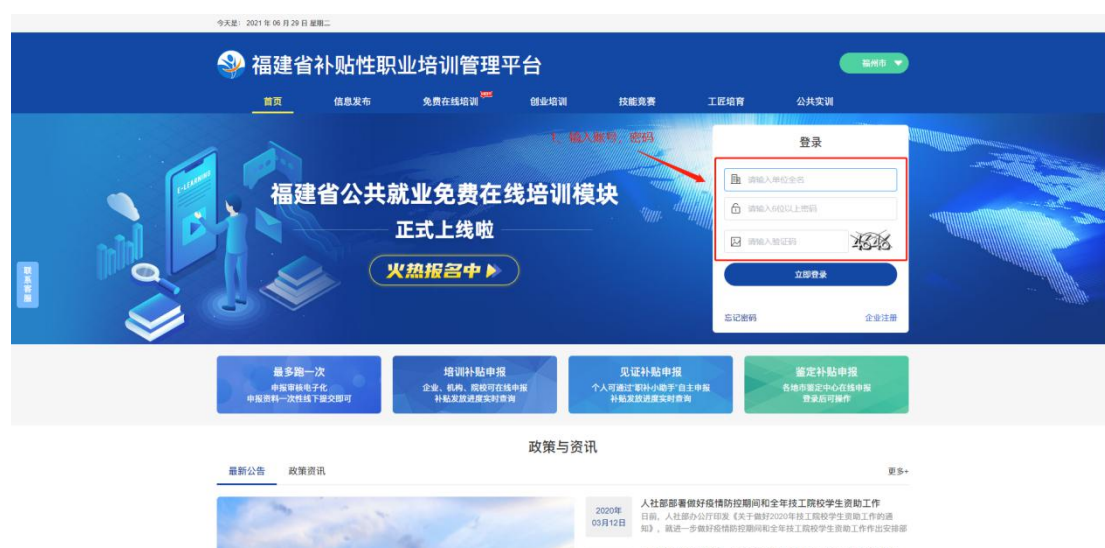 今天是： 2021 年 06 月 29 日 星期二
福建省补贴性职业培训管理平台
福州市
首页 信息发布 免费在线培训 HOT 创业培训 技能竞赛 工匠培育 公共实训
1、输入账号、密码
登录
E-LEARNING
请输入单位全名
福建省公共就业免费在线培训模块
请输入6位以上密码
正式上线啦
请输入验证码
火热报名中
立即登录
联系客服
忘记密码 企业注册
最多跑一次
申报审核电子化
申报资料一次性线下提交即可
培训补贴申报
企业、机构、院校可在线申报
补贴发放进度实时查询
见证补贴申报
个人可通过“职补小助手”自主申报
补贴发放进度实时查询
鉴定补贴申报
各地市鉴定中心在线申报
登录后可操作
政策与资讯
最新公告 政策资讯 更多+
2020年
03月12日
人社部部署做好疫情防控期间和全年技工院校学生资助工作
日前，人社部办公厅印发《关于做好2020年技工院校学生资助工作的通
知》，就进一步做好疫情防控期间和全年技工院校学生资助工作作出安排部